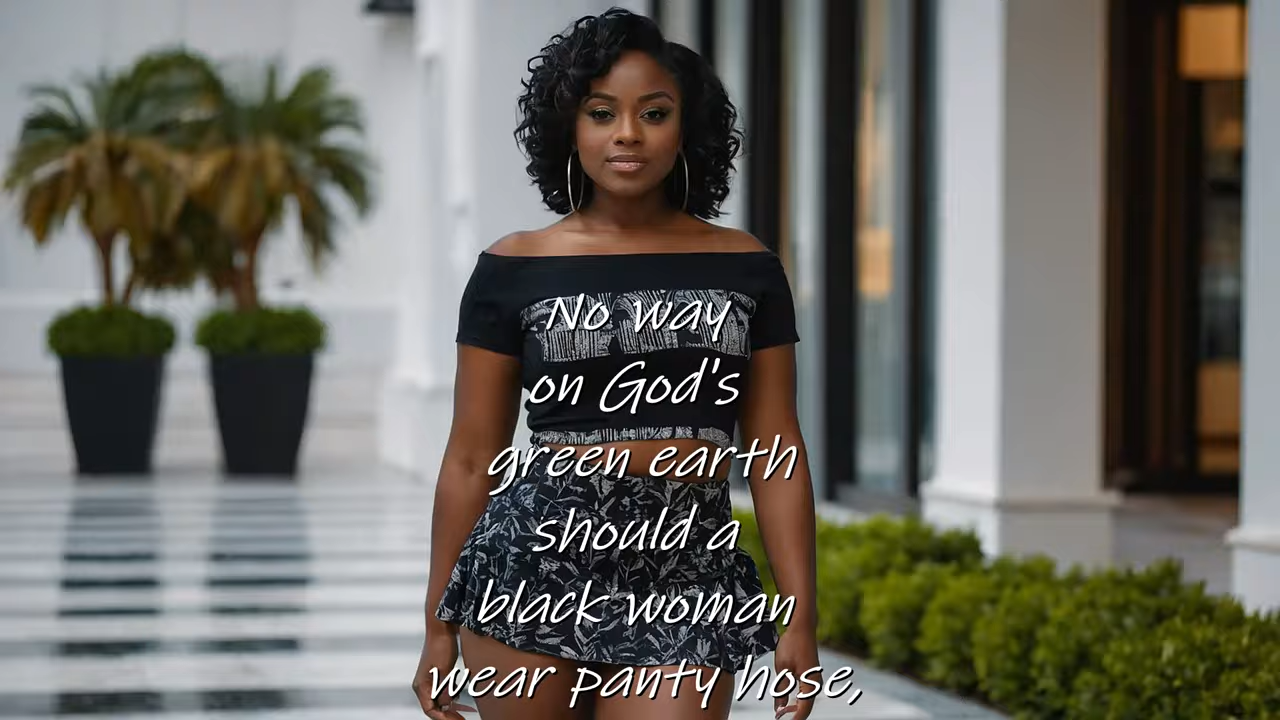 No way
on God's
green earth
should a
black woman
wear panty hose,